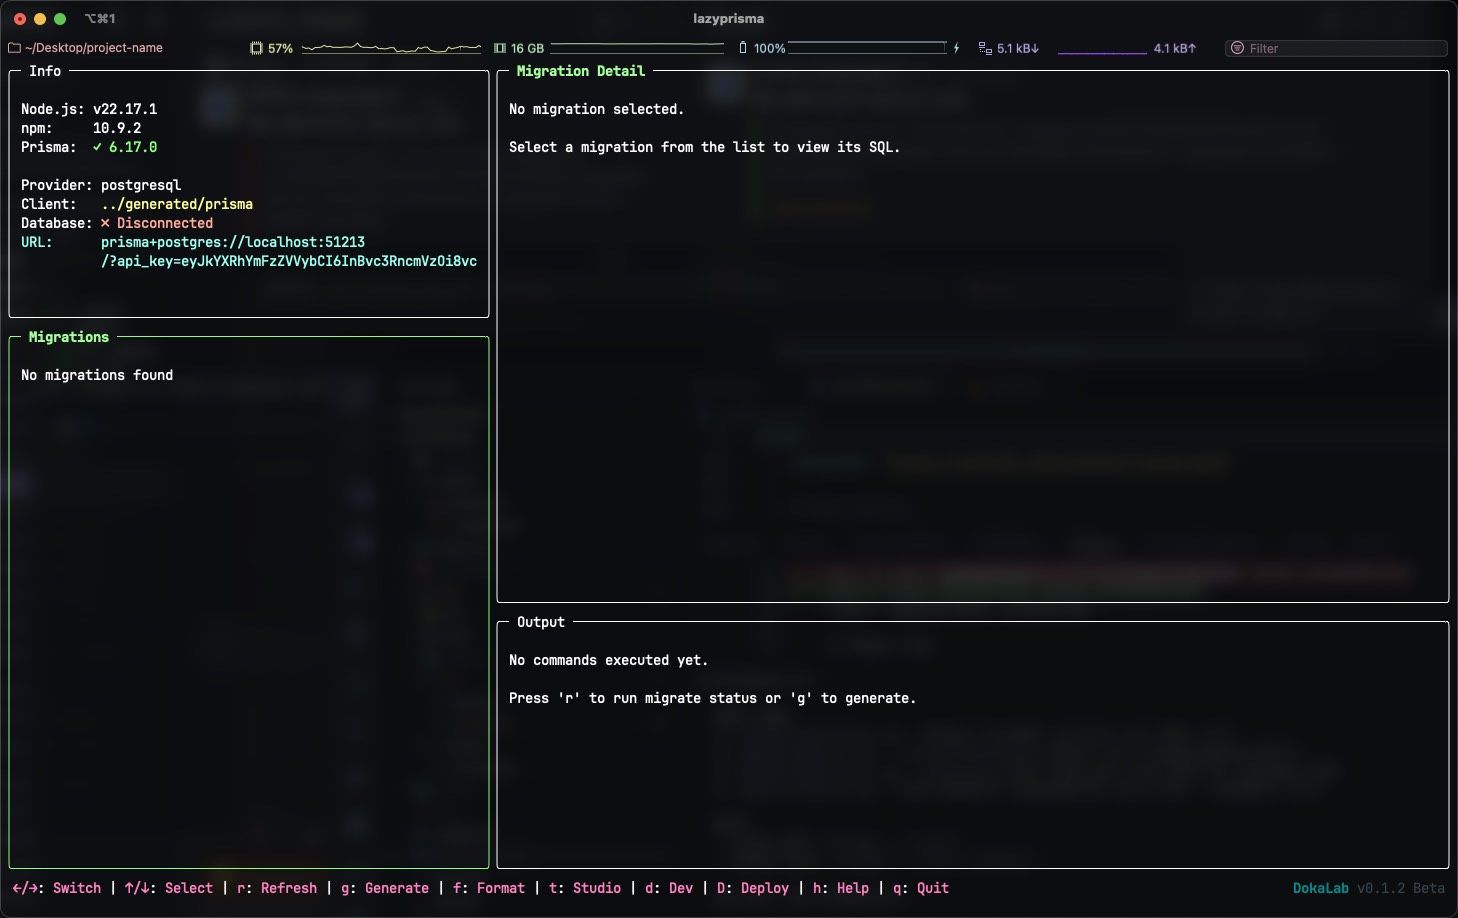 ⌥⌘1
lazyprisma
~/Desktop/project-name
57%
16 GB
100%
5.1 kB↓
4.1 kB↑
Filter
Info
Node.js: v22.17.1
npm: 10.9.2
Prisma: ✓ 6.17.0
Provider: postgresql
Client: ../generated/prisma
Database: × Disconnected
URL: prisma+postgres://localhost:51213
/?api_key=eyJkYXRhYmFzZVVybCI6InBvc3RncmVzOi8vc
Migrations
No migrations found
Migration Detail
No migration selected.
Select a migration from the list to view its SQL.
Output
No commands executed yet.
Press 'r' to run migrate status or 'g' to generate.
←/→: Switch | ↑/↓: Select | r: Refresh | g: Generate | f: Format | t: Studio | d: Dev | D: Deploy | h: Help | q: Quit
DokaLab v0.1.2 Beta